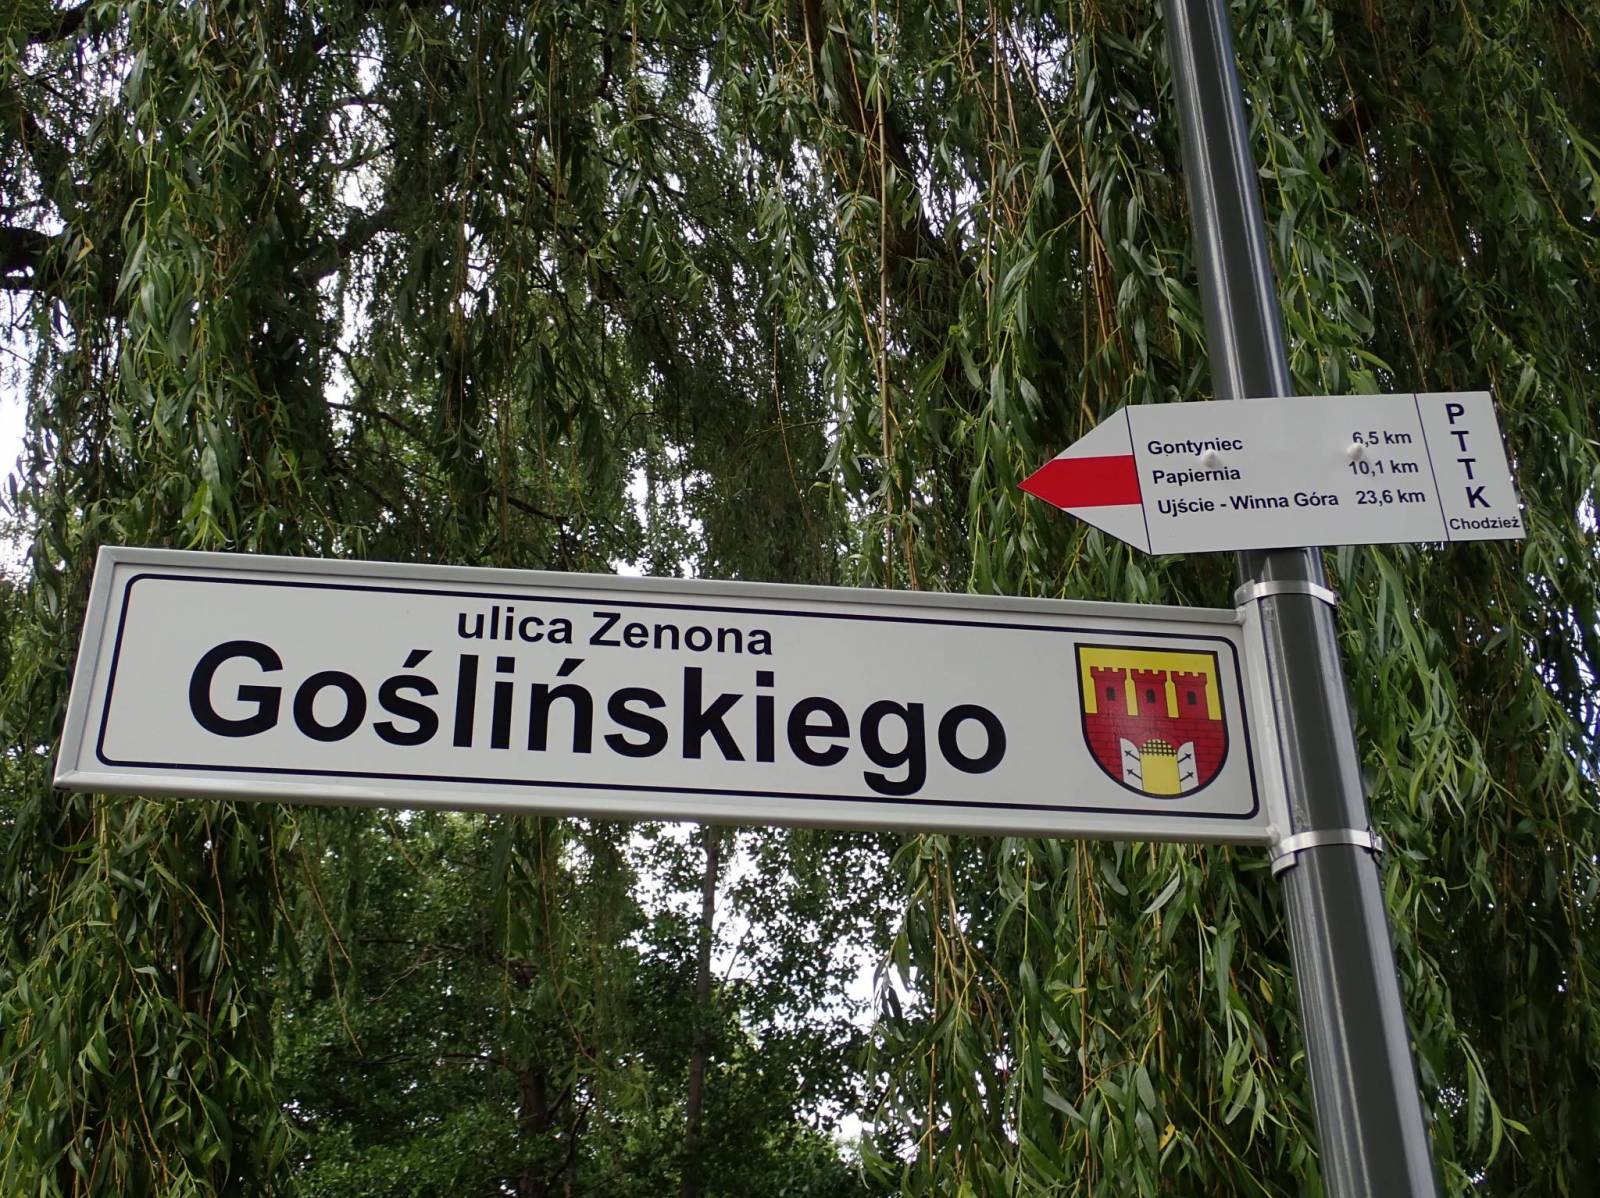 Gontyniec 6,5 km
Papiernia 10,1 km
Ujście - Winna Góra 23,6 km
PTTK
Chodzież
ulica Zenona
Goślińskiego